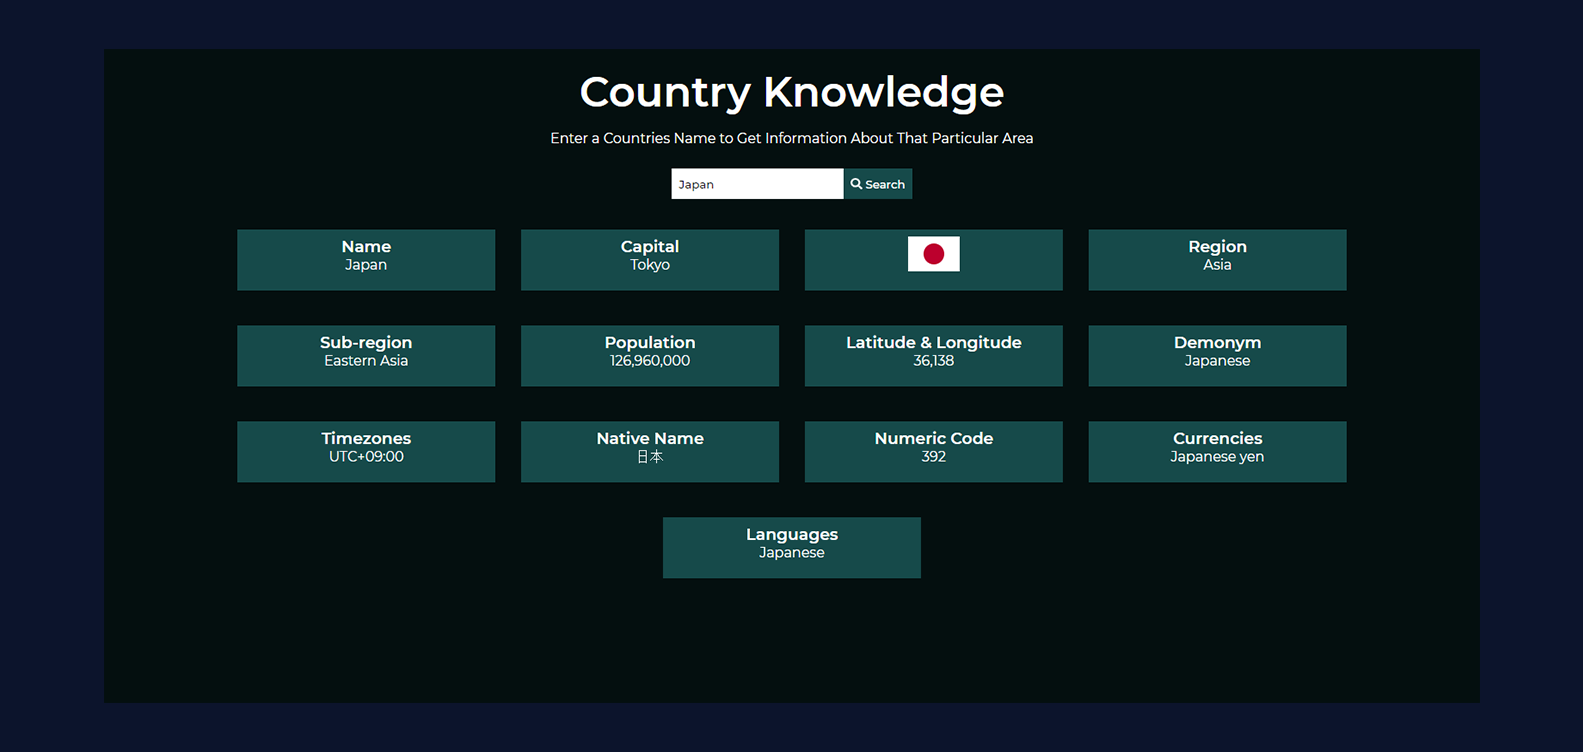 Country Knowledge
Enter a Countries Name to Get Information About That Particular Area
Japan
Search
Name
Japan
Capital
Tokyo
Region
Asia
Sub-region
Eastern Asia
Population
126,960,000
Latitude & Longitude
36,138
Demonym
Japanese
Timezones
UTC+09:00
Native Name
日本
Numeric Code
392
Currencies
Japanese yen
Languages
Japanese